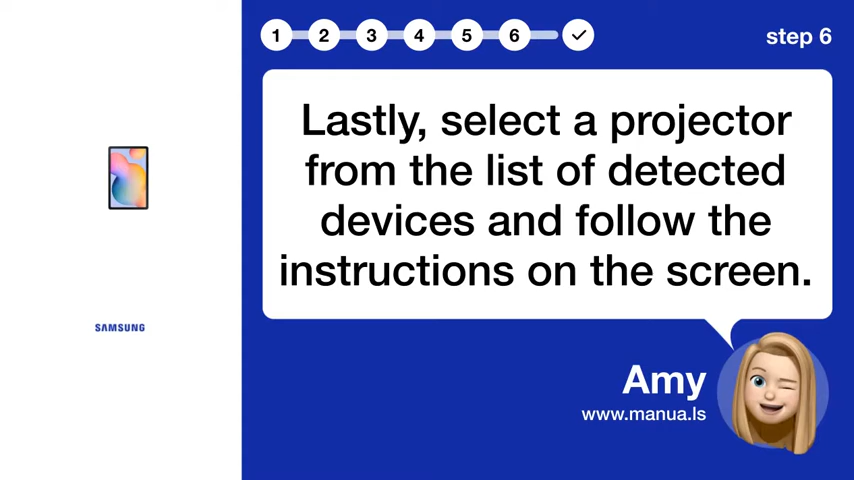 1 2 3 4 5 6
step 6
Lastly, select a projector
from the list of detected
devices and follow the
instructions on the screen.
SAMSUNG
Amy
www.manua.ls